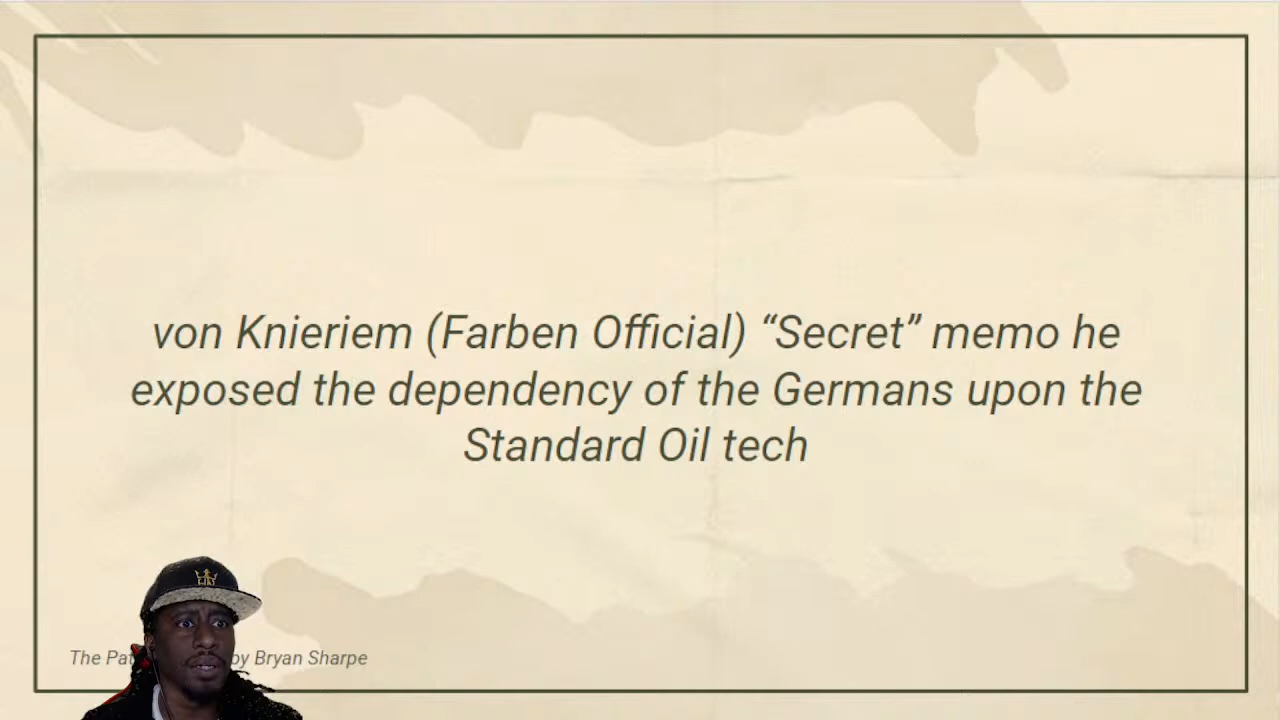 von Knieriem (Farben Official) “Secret” memo he
exposed the dependency of the Germans upon the
Standard Oil tech
The by Bryan Sharpe